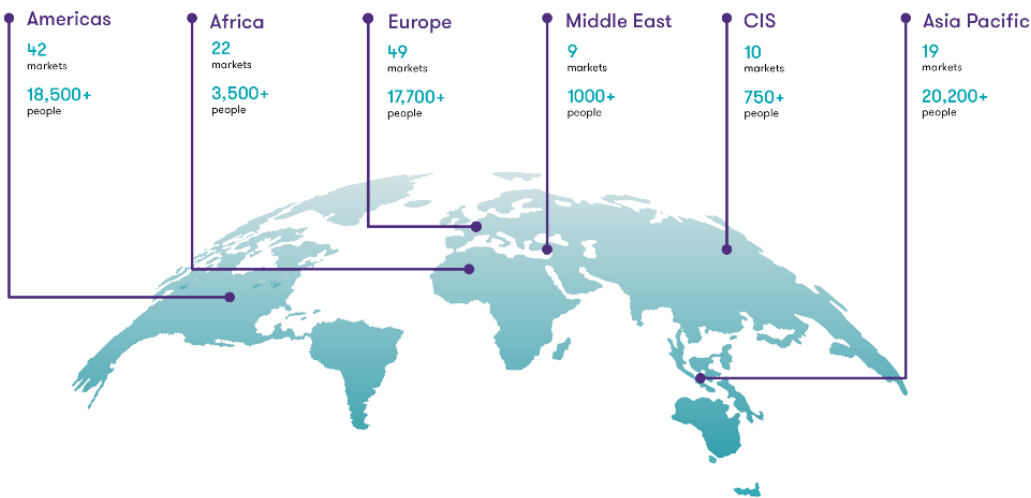 Americas
42
markets
18,500+
people
Africa
22
markets
3,500+
people
Europe
49
markets
17,700+
people
Middle East
9
markets
1000+
people
CIS
10
markets
750+
people
Asia Pacific
19
markets
20,200+
people